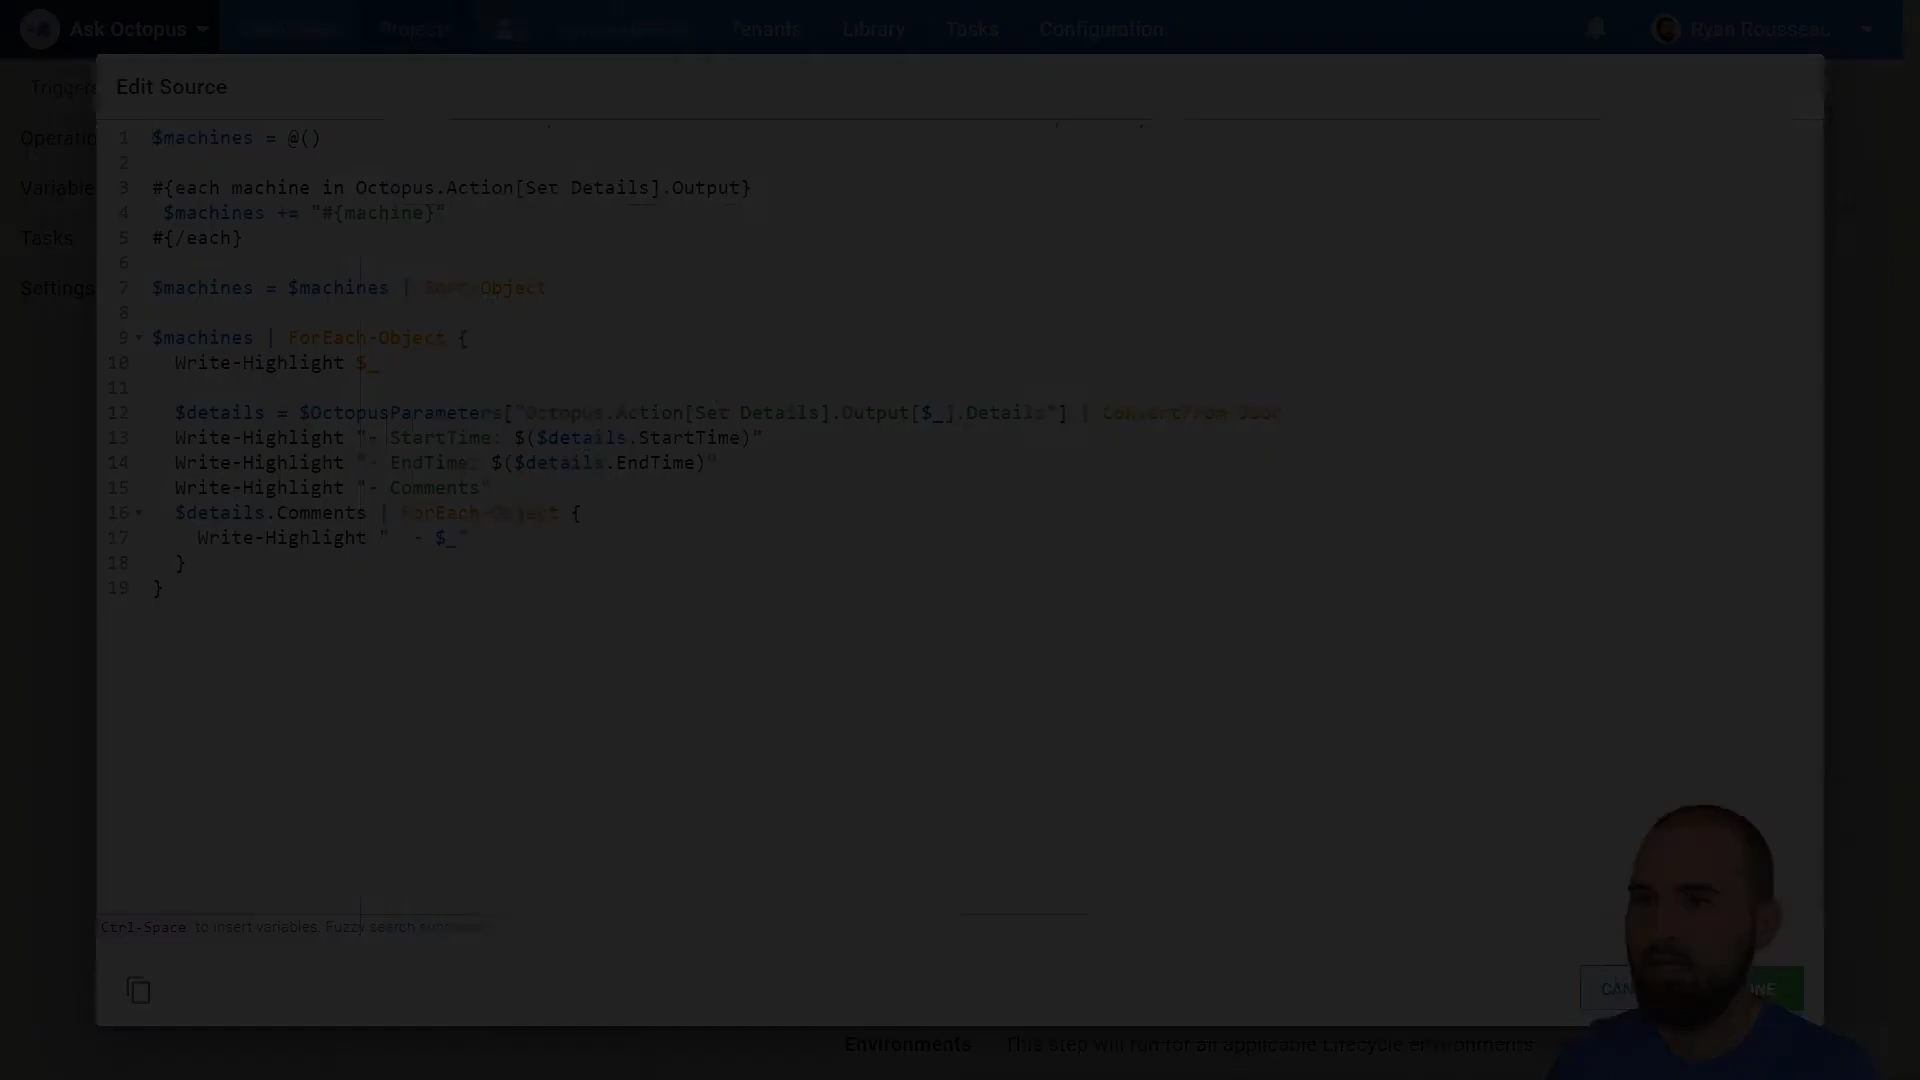 Ask Octopus Projects Tenants Library Tasks Configuration Ryan Rousseau
Triggers
Edit Source
Operatio
Variable
Tasks
Settings
1 $machines = @()
2
3 #{each machine in Octopus.Action[Set Details].Output}
4 $machines += "#{machine}"
5 #{/each}
6
7 $machines = $machines | Sort-Object
8
9 $machines | ForEach-Object {
10 Write-Highlight $_
11
12 $details = $OctopusParameters["Octopus.Action[Set Details].Output[$_].Details"] | ConvertFrom-Json
13 Write-Highlight "- StartTime: $($details.StartTime)"
14 Write-Highlight "- EndTime: $($details.EndTime)"
15 Write-Highlight "- Comments"
16 $details.Comments | ForEach-Object {
17 Write-Highlight "  - $_"
18 }
19 }
Ctrl-Space to insert variables. Fuzzy search supported.
CAN NE
Environments This step will run for all applicable Lifecycle environments